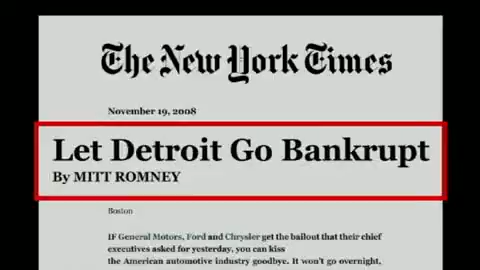 The New York Times
November 19, 2008
Let Detroit Go Bankrupt
By MITT ROMNEY
Boston
IF General Motors, Ford and Chrysler get the bailout that their chief
executives asked for yesterday, you can kiss
the American automotive industry goodbye. It won't go overnight,